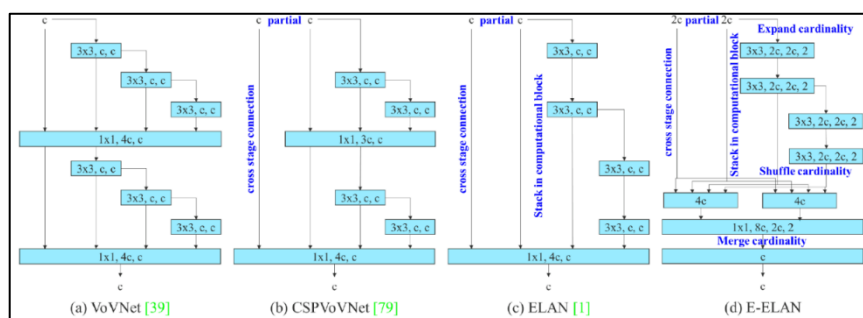 c
3x3, c, c
3x3, c, c
3x3, c, c
1x1, 4c, c
3x3, c, c
3x3, c, c
3x3, c, c
1x1, 4c, c
c
(a) VoVNet [39]
c partial c
cross stage connection
3x3, c, c
3x3, c, c
1x1, 3c, c
3x3, c, c
3x3, c, c
1x1, 4c, c
c
(b) CSPVoVNet [79]
c partial c
cross stage connection
Stack in computational block
3x3, c, c
3x3, c, c
3x3, c, c
3x3, c, c
1x1, 4c, c
c
(c) ELAN [1]
2c partial 2c
Expand cardinality
cross stage connection
Stack in computational block
3x3, 2c, 2c, 2
3x3, 2c, 2c, 2
3x3, 2c, 2c, 2
3x3, 2c, 2c, 2
Shuffle cardinality
4c 4c
1x1, 8c, 2c, 2
Merge cardinality
c
c
(d) E-ELAN